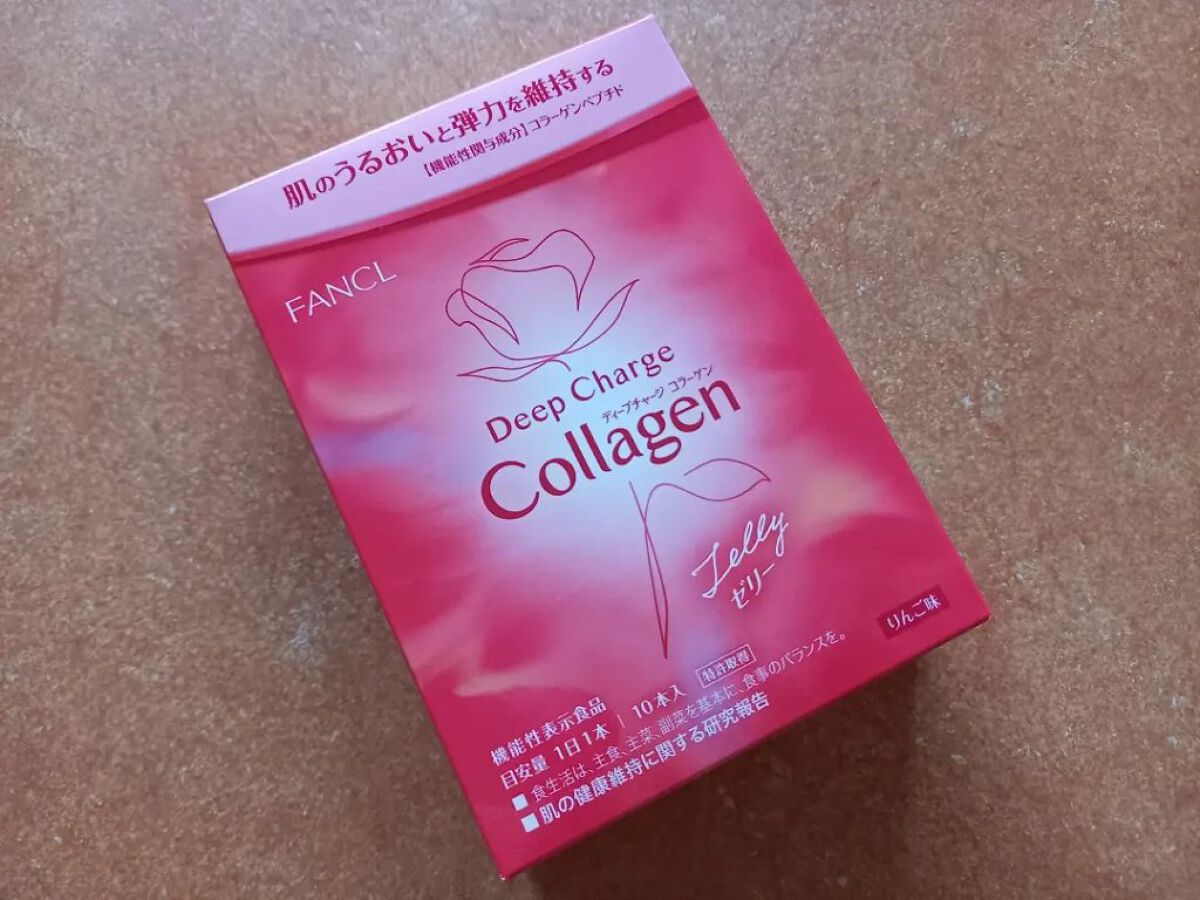 肌のうるおいと弾力を維持する
【機能性関与成分】コラーゲンペプチド
FANCL
Deep Charge
ディープチャージ コラーゲン
Collagen
Jelly
ゼリー
りんご味
特許取得
機能性表示食品
目安量 1日1本 | 10本入
■食生活は、主食、主菜、副菜を基本に、食事のバランスを。
■肌の健康維持に関する研究報告